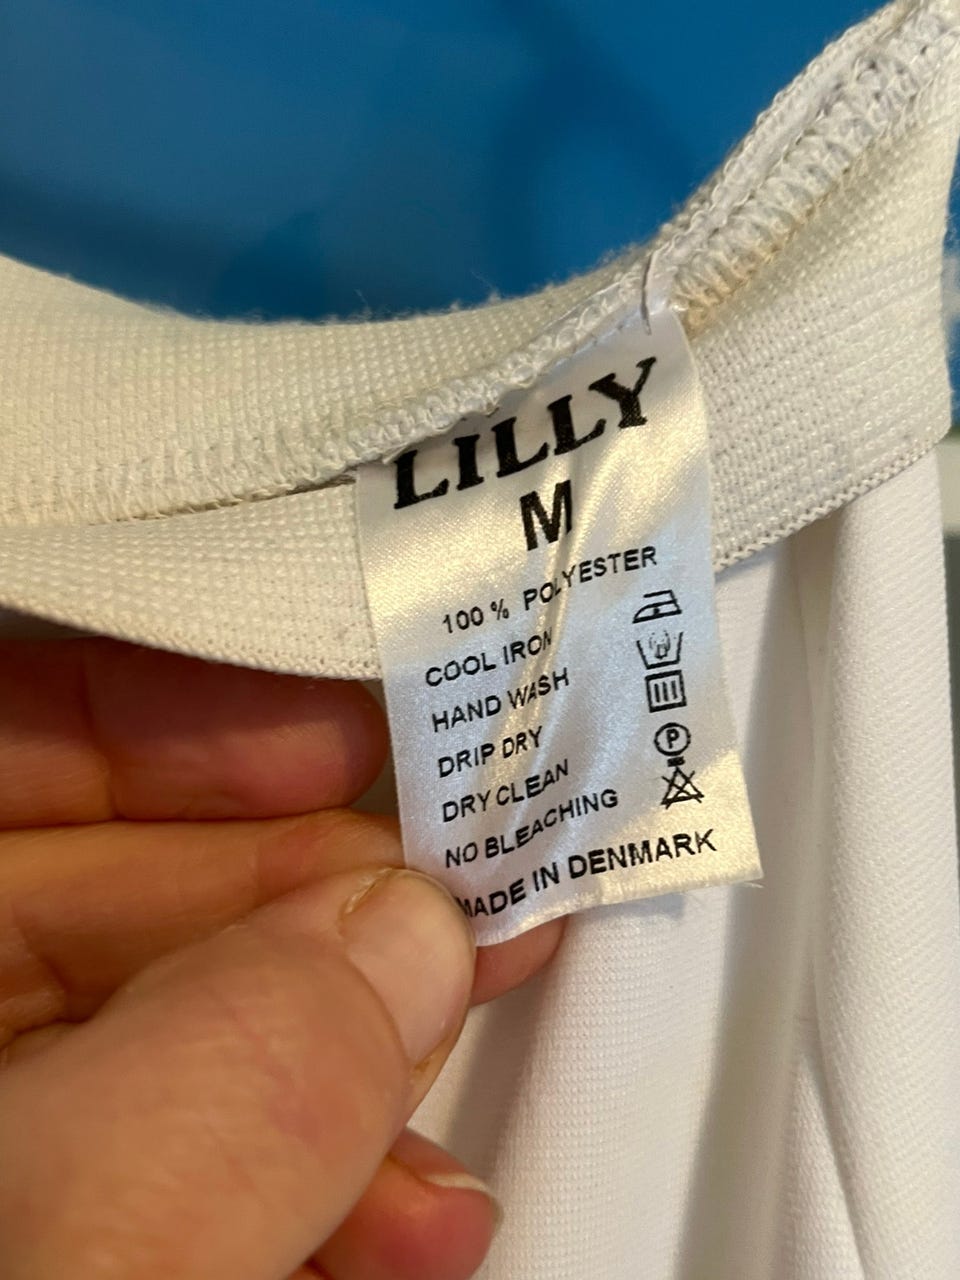 LILLY
M
100 % POLYESTER
COOL IRON
HAND WASH
DRIP DRY
DRY CLEAN
P
NO BLEACHING
MADE IN DENMARK